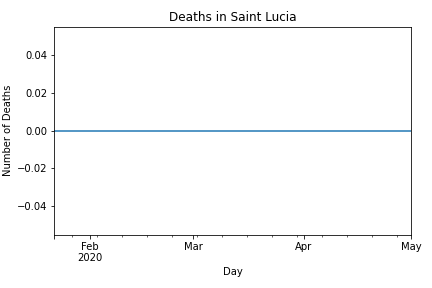 Deaths in Saint Lucia
Number of Deaths
0.04
0.02
0.00
−0.02
−0.04
Feb
2020
Mar
Apr
May
Day